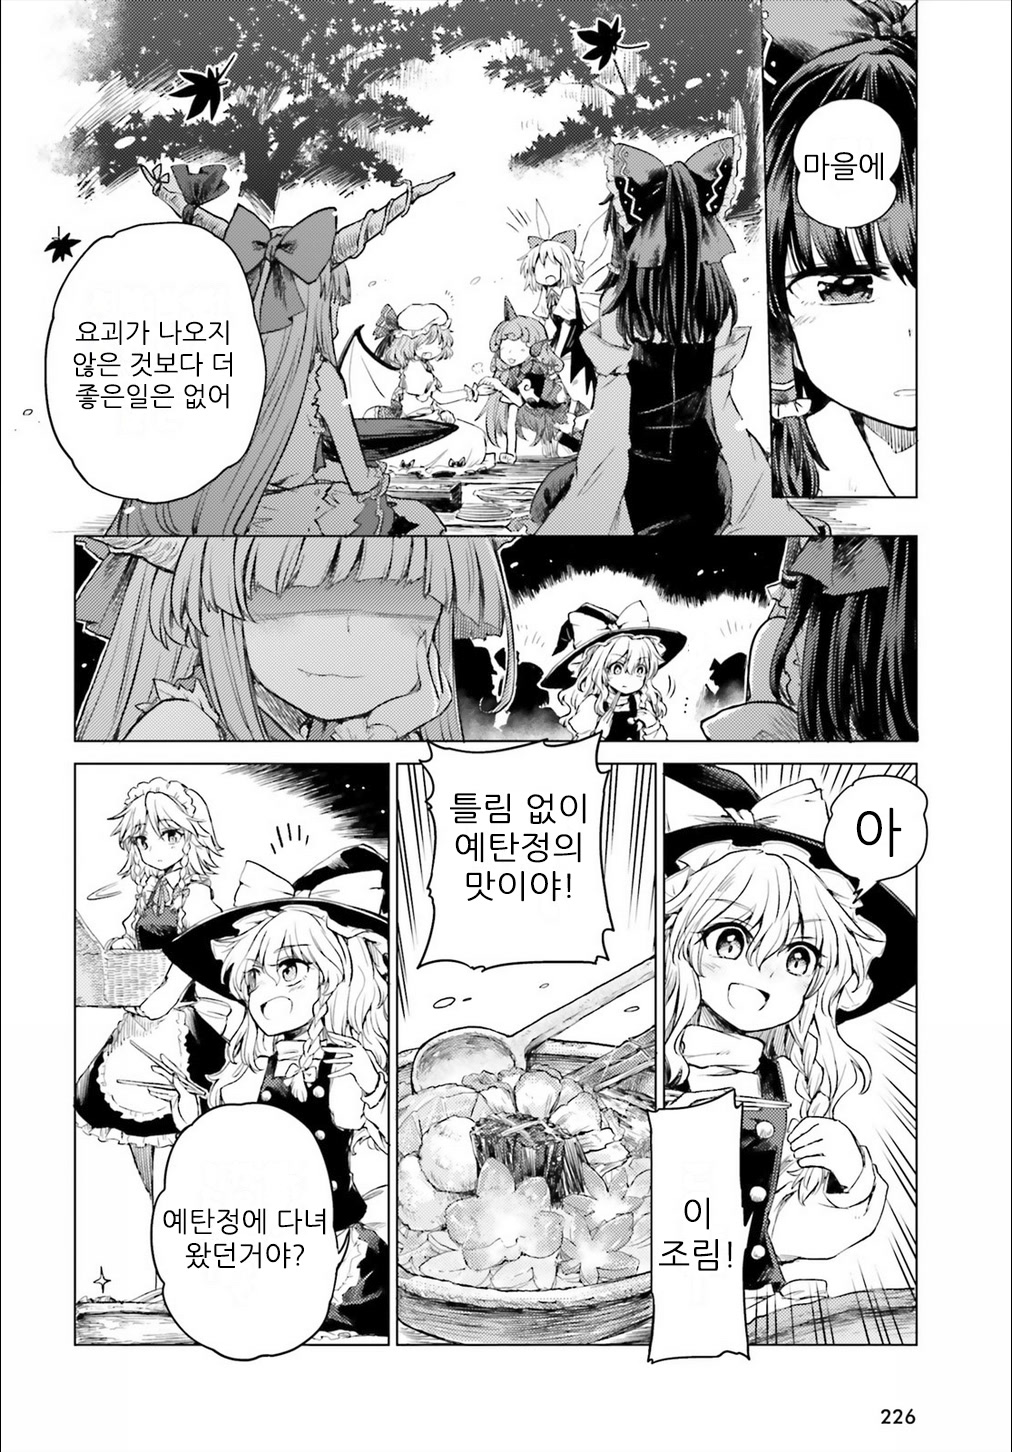 마을에
요괴가 나오지
않은 것보다 더
좋은일은 없어
아
이
조림!
틀림 없이
예탄정의
맛이야!
예탄정에 다녀
왔던거야?
226